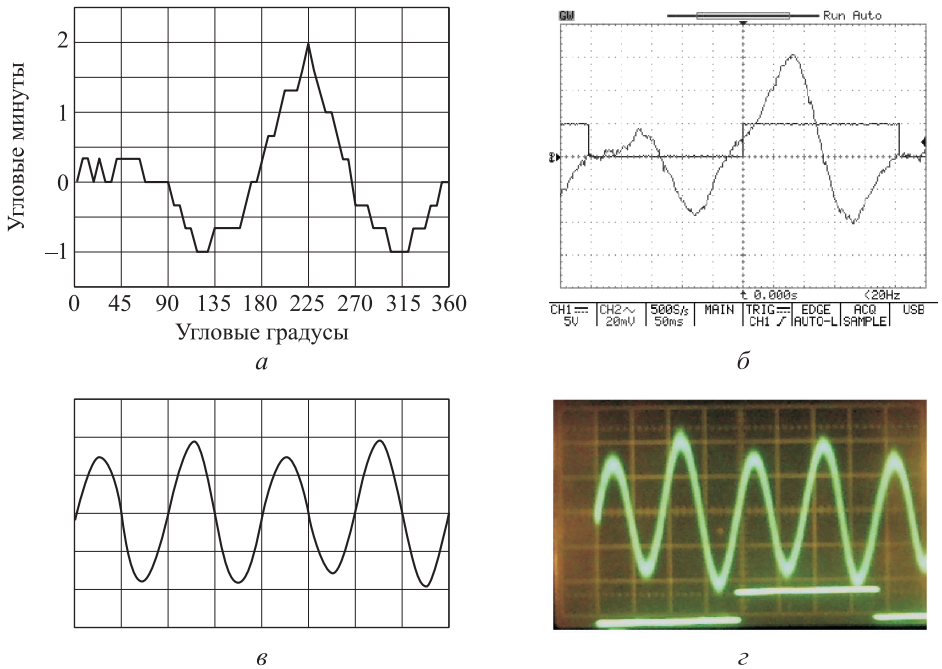 Угловые минуты
2
1
0
–1
0 45 90 135 180 225 270 315 360
Угловые градусы
а
GW Run Auto
t 0.000s <20Hz
CH1 CH2 500S/s MAIN TRIG EDGE ACQ USB
5V 20mV 50ms CH1 AUTO-L SAMPLE
б
в
г